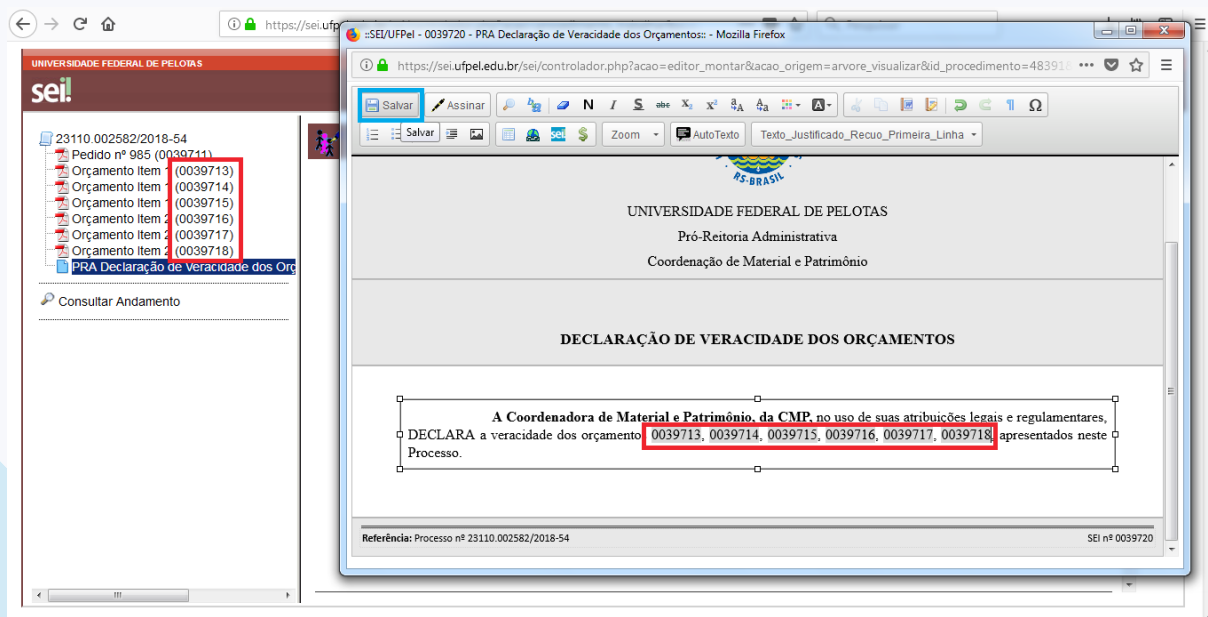 https://sei.ufp
::SEI/UFPel - 0039720 - PRA Declaração de Veracidade dos Orçamentos:: - Mozilla Firefox
https://sei.ufpel.edu.br/sei/controlador.php?acao=editor_montar&acao_origem=arvore_visualizar&id_procedimento=48391
UNIVERSIDADE FEDERAL DE PELOTAS
sei!
23110.002582/2018-54
Pedido nº 985 (0039711)
Orçamento Item 1 (0039713)
Orçamento Item 1 (0039714)
Orçamento Item 1 (0039715)
Orçamento Item 2 (0039716)
Orçamento Item 2 (0039717)
Orçamento Item 2 (0039718)
PRA Declaração de Veracidade dos Orç
Consultar Andamento
Salvar Assinar N I S abc X₂ X² Ω
Salvar sei! $ Zoom AutoTexto Texto_Justificado_Recuo_Primeira_Linha
RS-BRASIL
UNIVERSIDADE FEDERAL DE PELOTAS
Pró-Reitoria Administrativa
Coordenação de Material e Patrimônio
DECLARAÇÃO DE VERACIDADE DOS ORÇAMENTOS
A Coordenadora de Material e Patrimônio, da CMP, no uso de suas atribuições legais e regulamentares,
DECLARA a veracidade dos orçamento 0039713, 0039714, 0039715, 0039716, 0039717, 0039718, apresentados neste
Processo.
Referência: Processo nº 23110.002582/2018-54 SEI nº 0039720